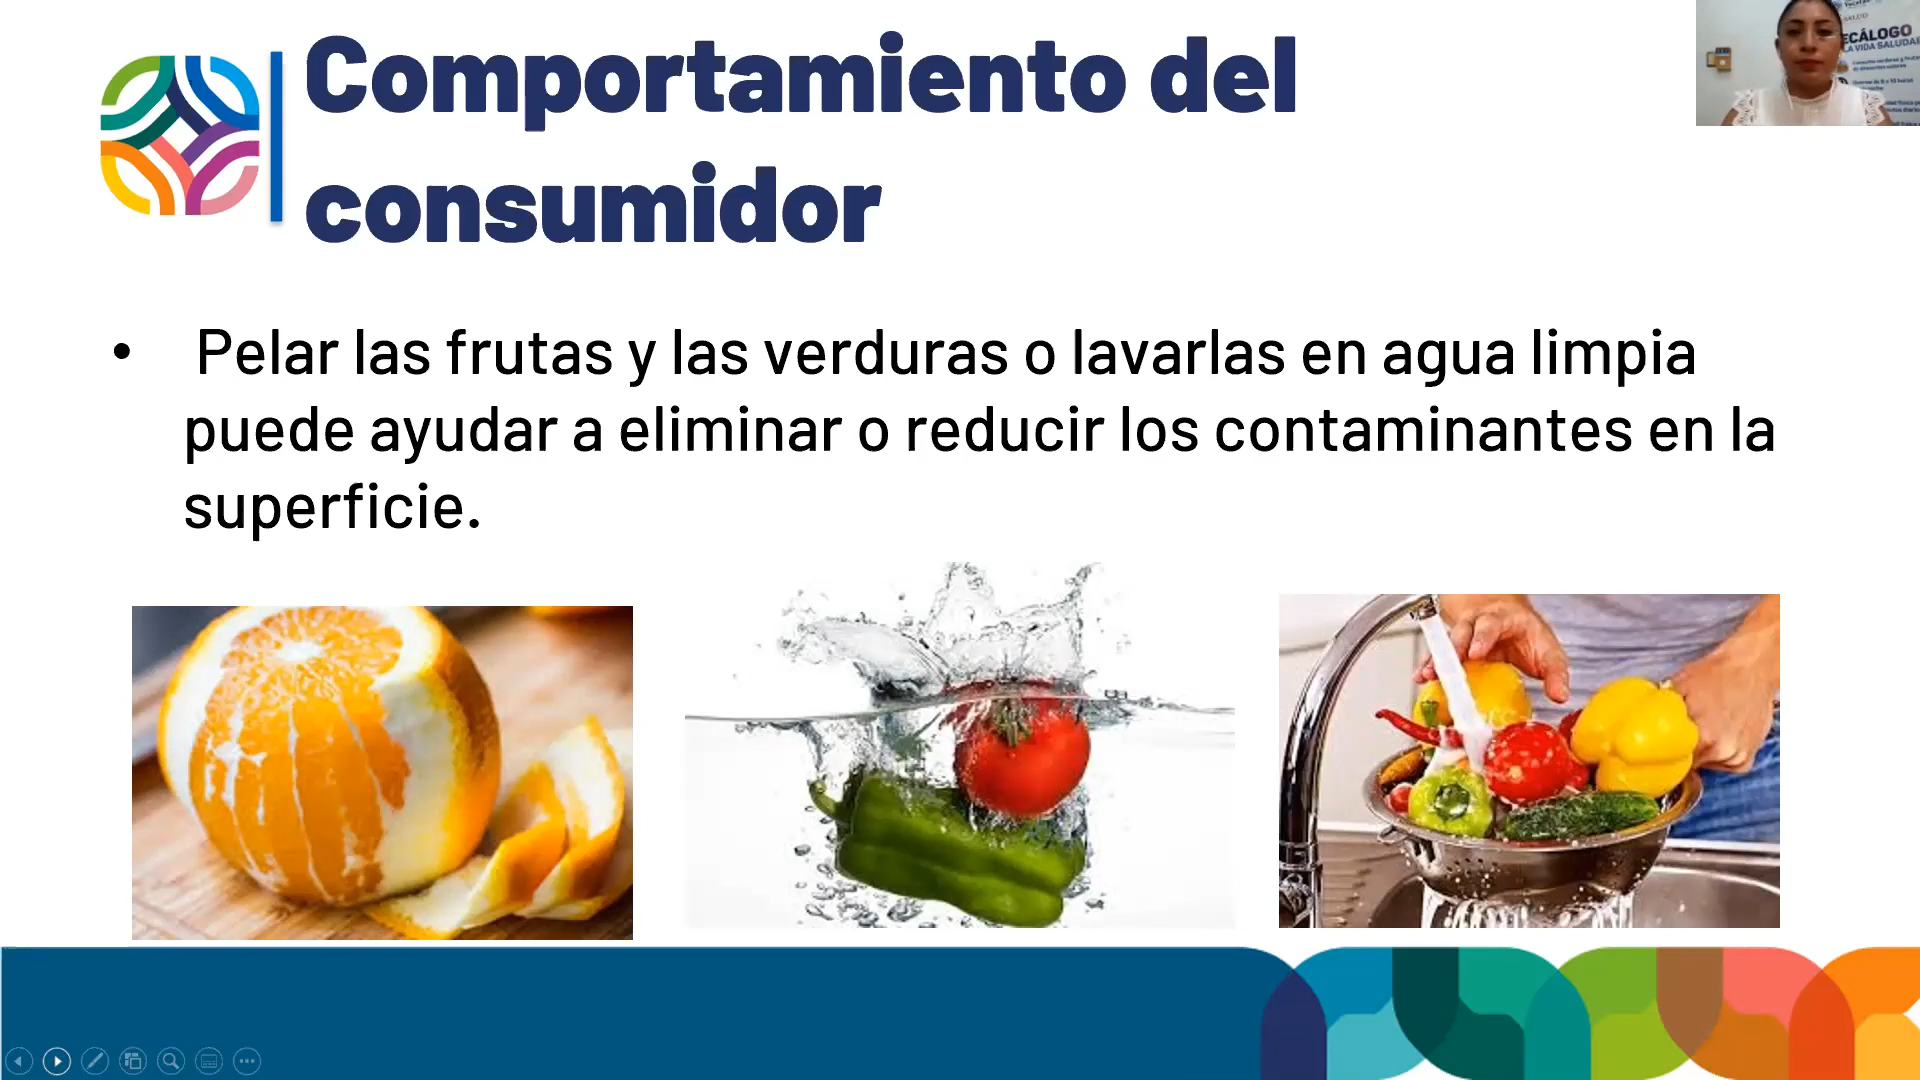 Comportamiento del
consumidor
• Pelar las frutas y las verduras o lavarlas en agua limpia
puede ayudar a eliminar o reducir los contaminantes en la
superficie.
SALUD
ECÁLOGO
LA VIDA SALUDAB